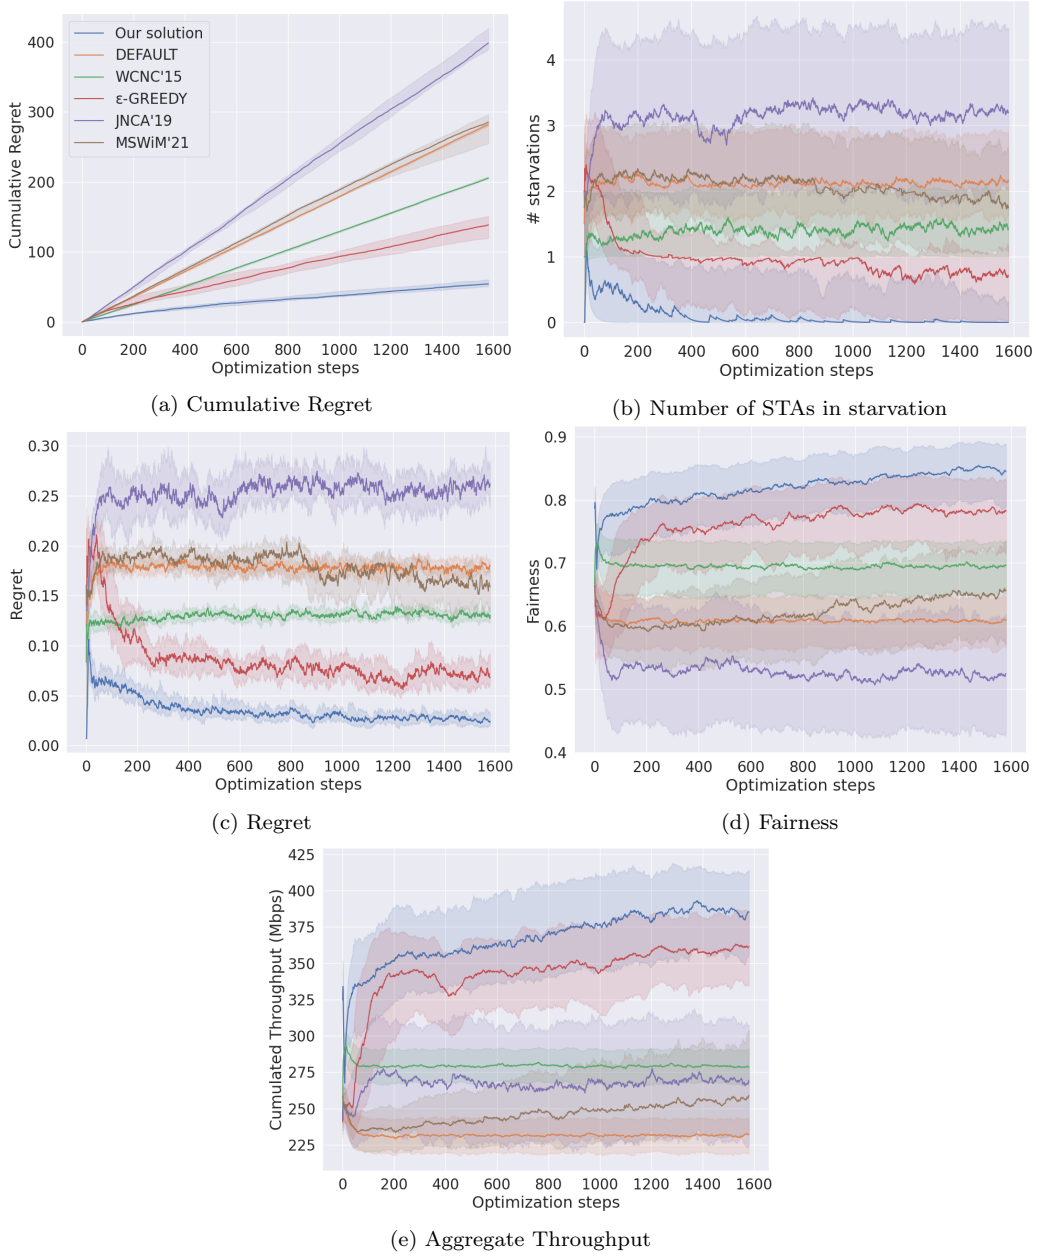 400
300
200
100
0
Cumulative Regret
Our solution
DEFAULT
WCNC'15
ε-GREEDY
JNCA'19
MSWiM'21
0 200 400 600 800 1000 1200 1400 1600
Optimization steps
(a) Cumulative Regret
4
3
2
1
0
# starvations
0 200 400 600 800 1000 1200 1400 1600
Optimization steps
(b) Number of STAs in starvation
0.30
0.25
0.20
0.15
0.10
0.05
0.00
Regret
0 200 400 600 800 1000 1200 1400 1600
Optimization steps
(c) Regret
0.9
0.8
0.7
0.6
0.5
0.4
Fairness
0 200 400 600 800 1000 1200 1400 1600
Optimization steps
(d) Fairness
425
400
375
350
325
300
275
250
225
Cumulated Throughput (Mbps)
0 200 400 600 800 1000 1200 1400 1600
Optimization steps
(e) Aggregate Throughput